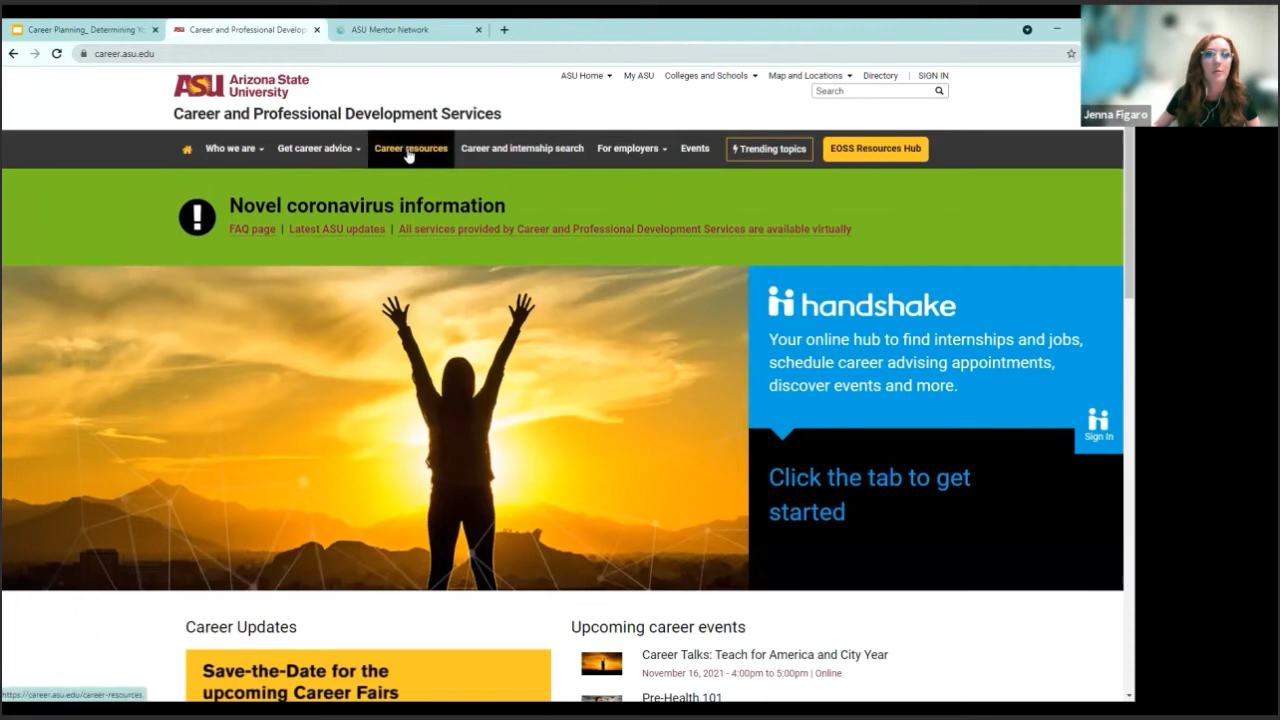 Career Planning_ Determining Yo
Career and Professional Develop
ASU Mentor Network
career.asu.edu
Jenna Figaro
ASU Arizona State University
ASU Home
My ASU
Colleges and Schools
Map and Locations
Directory
SIGN IN
Search
Career and Professional Development Services
Who we are
Get career advice
Career resources
Career and internship search
For employers
Events
Trending topics
EOSS Resources Hub
Novel coronavirus information
FAQ page | Latest ASU updates | All services provided by Career and Professional Development Services are available virtually
handshake
Your online hub to find internships and jobs,
schedule career advising appointments,
discover events and more.
Sign In
Click the tab to get
started
Career Updates
Save-the-Date for the
upcoming Career Fairs
Upcoming career events
Career Talks: Teach for America and City Year
November 16, 2021 - 4:00pm to 5:00pm | Online
Pre-Health 101
https://career.asu.edu/career-resources